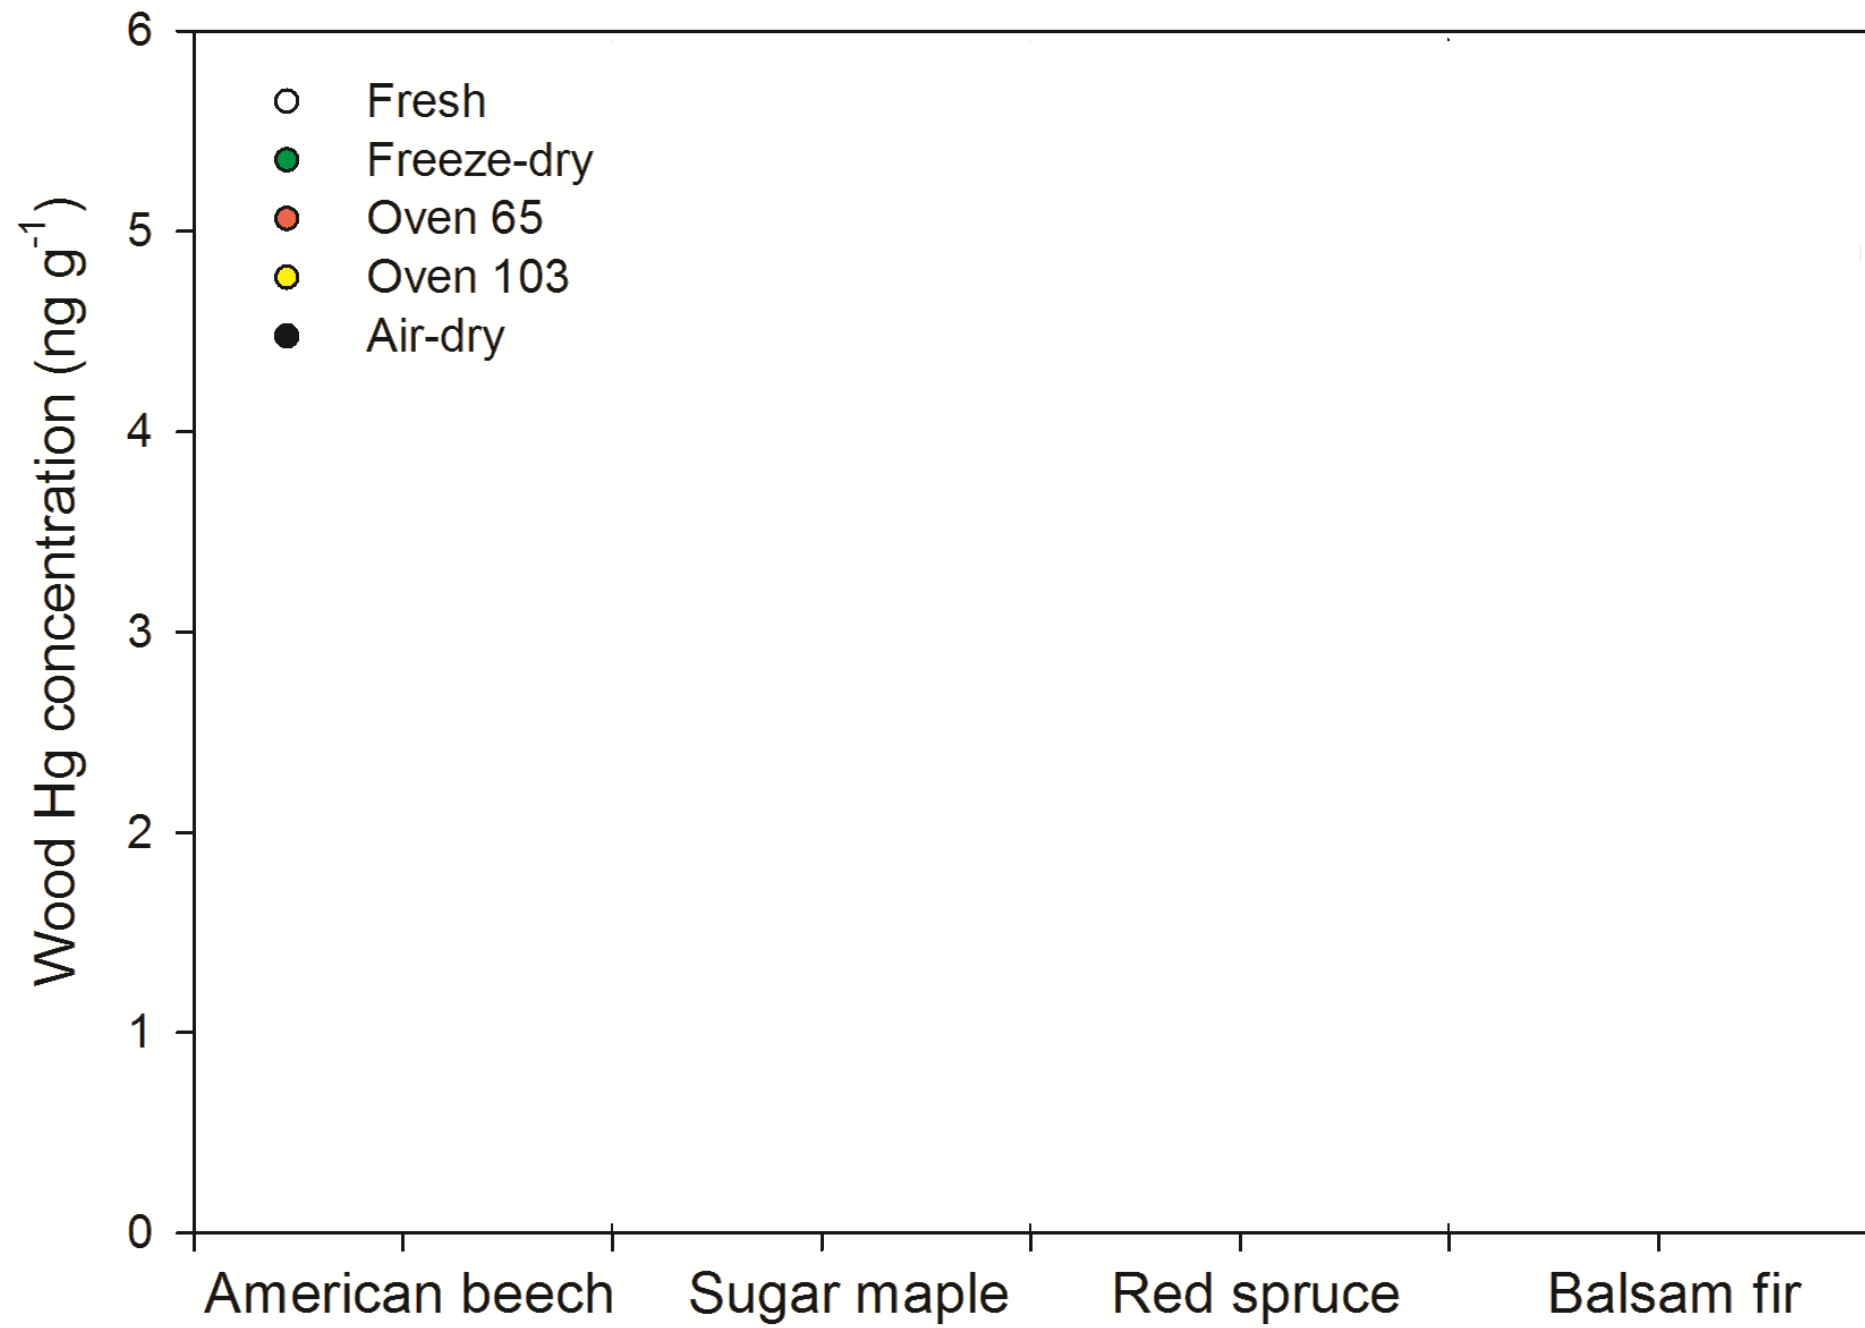 6
5
4
3
2
1
0
Wood Hg concentration (ng g⁻¹)
Fresh
Freeze-dry
Oven 65
Oven 103
Air-dry
American beech
Sugar maple
Red spruce
Balsam fir